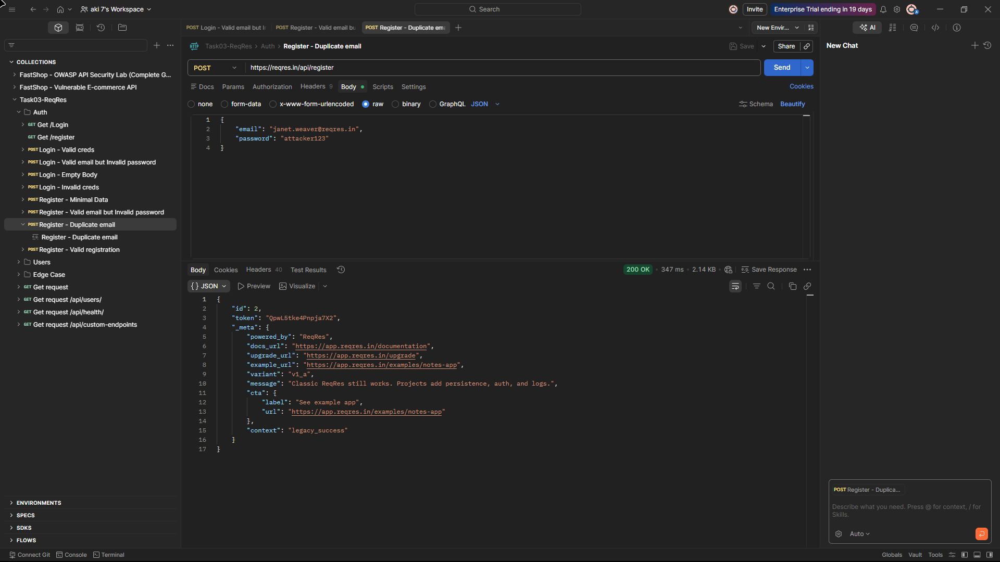 aki 7's Workspace
Search
Invite
Enterprise Trial ending in 19 days
POST Login - Valid email but I
POST Register - Valid email bu
POST Register - Duplicate em
New Envir...
AI
COLLECTIONS
FastShop - OWASP API Security Lab (Complete G...
FastShop - Vulnerable E-commerce API
Task03-ReqRes
Auth
GET Get /Login
GET Get /register
POST Login - Valid creds
POST Login - Valid email but Invalid password
POST Login - Empty Body
POST Login - Invalid creds
POST Register - Minimal Data
POST Register - Valid email but Invalid password
POST Register - Duplicate email
e.g. Register - Duplicate email
POST Register - Valid registration
Users
Edge Case
GET Get request
GET Get request /api/users/
GET Get request /api/health/
GET Get request /api/custom-endpoints
ENVIRONMENTS
SPECS
SDKS
FLOWS
HTTP Task03-ReqRes > Auth > Register - Duplicate email
Save
Share
POST https://reqres.in/api/register
Send
Docs Params Authorization Headers 9 Body Scripts Settings
Cookies
none form-data x-www-form-urlencoded raw binary GraphQL JSON
Schema Beautify
1 {
2 "email": "janet.weaver@reqres.in",
3 "password": "attacker123"
4 }
Body Cookies Headers 40 Test Results
200 OK • 347 ms • 2.14 KB • e.g. Save Response
{} JSON Preview Visualize
1 {
2 "id": 2,
3 "token": "QpwL5tke4Pnpja7X2",
4 "_meta": {
5 "powered_by": "ReqRes",
6 "docs_url": "https://app.reqres.in/documentation",
7 "upgrade_url": "https://app.reqres.in/upgrade",
8 "example_url": "https://app.reqres.in/examples/notes-app",
9 "variant": "v1_a",
10 "message": "Classic ReqRes still works. Projects add persistence, auth, and logs.",
11 "cta": {
12 "label": "See example app",
13 "url": "https://app.reqres.in/examples/notes-app"
14 },
15 "context": "legacy_success"
16 }
17 }
New Chat
POST Register - Duplica...
Describe what you need. Press @ for context, / for
Skills.
Auto
Connect Git Console Terminal
Globals Vault Tools